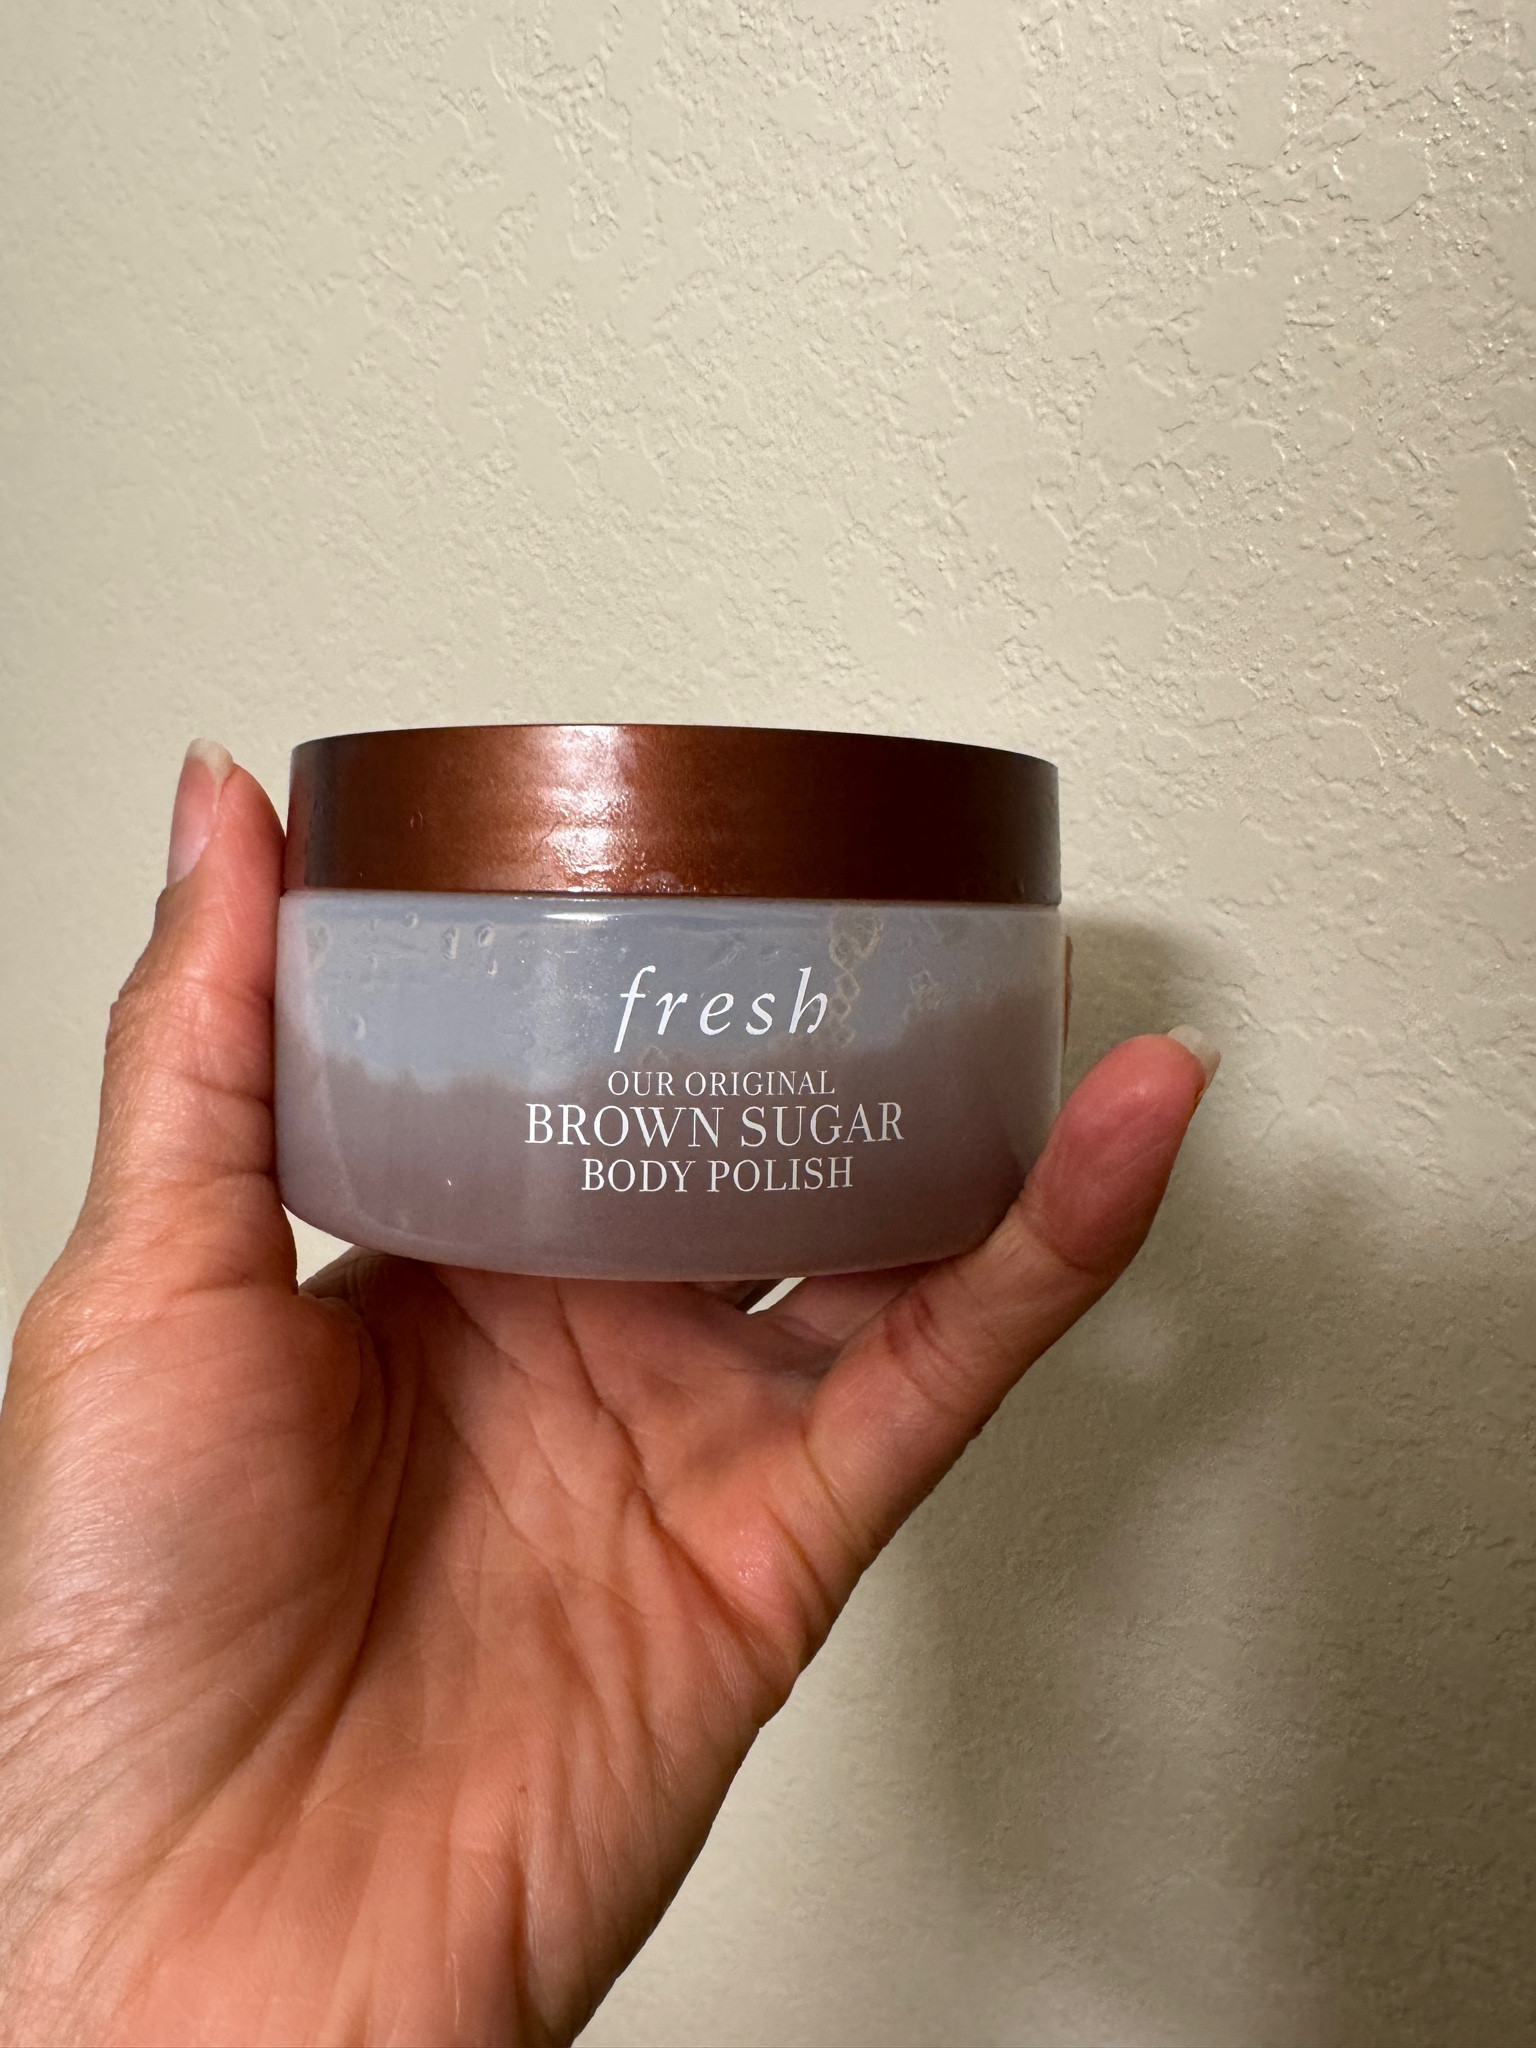 fresh
OUR ORIGINAL
BROWN SUGAR
BODY POLISH